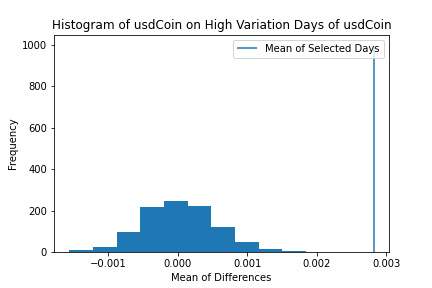 Histogram of usdCoin on High Variation Days of usdCoin
Mean of Selected Days
1000
800
600
400
200
0
Frequency
−0.001
0.000
0.001
0.002
0.003
Mean of Differences